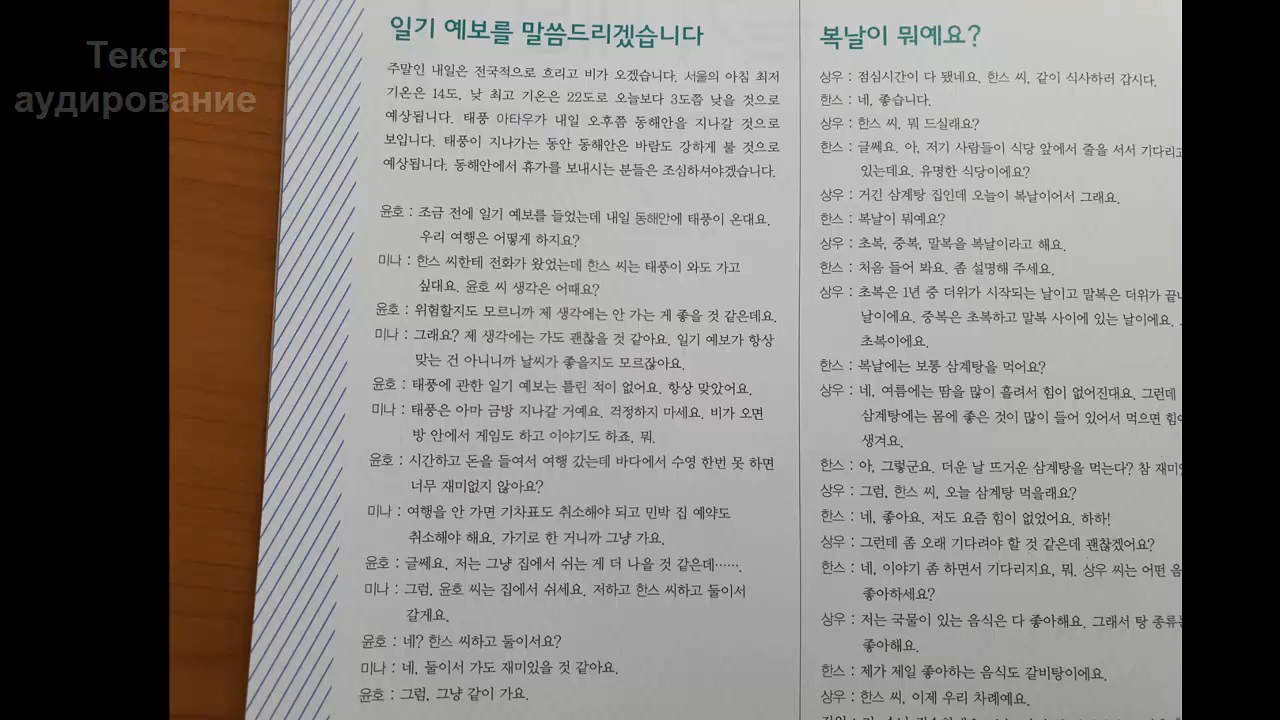 Текст
аудирование
일기 예보를 말씀드리겠습니다
주말인 내일은 전국적으로 흐리고 비가 오겠습니다. 서울의 아침 최저
기온은 14도, 낮 최고 기온은 22도로 오늘보다 3도쯤 낮을 것으로
예상됩니다. 태풍 아타우가 내일 오후쯤 동해안을 지나갈 것으로
보입니다. 태풍이 지나가는 동안 동해안은 바람도 강하게 불 것으로
예상됩니다. 동해안에서 휴가를 보내시는 분들은 조심하셔야겠습니다.
윤호 : 조금 전에 일기 예보를 들었는데 내일 동해안에 태풍이 온대요.
우리 여행은 어떻게 하지요?
미나 : 한스 씨한테 전화가 왔었는데 한스 씨는 태풍이 와도 가고
싶대요. 윤호 씨 생각은 어때요?
윤호 : 위험할지도 모르니까 제 생각에는 안 가는 게 좋을 것 같은데요.
미나 : 그래요? 제 생각에는 가도 괜찮을 것 같아요. 일기 예보가 항상
맞는 건 아니니까 날씨가 좋을지도 모르잖아요.
윤호 : 태풍에 관한 일기 예보는 틀린 적이 없어요. 항상 맞았어요.
미나 : 태풍은 아마 금방 지나갈 거예요. 걱정하지 마세요. 비가 오면
방 안에서 게임도 하고 이야기도 하죠, 뭐.
윤호 : 시간하고 돈을 들여서 여행 갔는데 바다에서 수영 한번 못 하면
너무 재미없지 않아요?
미나 : 여행을 안 가면 기차표도 취소해야 되고 민박 집 예약도
취소해야 해요. 가기로 한 거니까 그냥 가요.
윤호 : 글쎄요. 저는 그냥 집에서 쉬는 게 더 나을 것 같은데…….
미나 : 그럼, 윤호 씨는 집에서 쉬세요. 저하고 한스 씨하고 둘이서
갈게요.
윤호 : 네? 한스 씨하고 둘이서요?
미나 : 네, 둘이서 가도 재미있을 것 같아요.
윤호 : 그럼, 그냥 같이 가요.
복날이 뭐예요?
상우 : 점심시간이 다 됐네요. 한스 씨, 같이 식사하러 갑시다.
한스 : 네, 좋습니다.
상우 : 한스 씨, 뭐 드실래요?
한스 : 글쎄요. 아, 저기 사람들이 식당 앞에서 줄을 서서 기다리고
있는데요. 유명한 식당이에요?
상우 : 거긴 삼계탕 집인데 오늘이 복날이어서 그래요.
한스 : 복날이 뭐예요?
상우 : 초복, 중복, 말복을 복날이라고 해요.
한스 : 처음 들어 봐요. 좀 설명해 주세요.
상우 : 초복은 1년 중 더위가 시작되는 날이고 말복은 더위가
날이에요. 중복은 초복하고 말복 사이에 있는 날이에요.
초복이에요.
한스 : 복날에는 보통 삼계탕을 먹어요?
상우 : 네, 여름에는 땀을 많이 흘려서 힘이 없어진대요. 그런데
삼계탕에는 몸에 좋은 것이 많이 들어 있어서 먹으면
생겨요.
한스 : 아, 그렇군요. 더운 날 뜨거운 삼계탕을 먹는다? 참
상우 : 그럼, 한스 씨, 오늘 삼계탕 먹을래요?
한스 : 네, 좋아요. 저도 요즘 힘이 없었어요. 하하!
상우 : 그런데 좀 오래 기다려야 할 것 같은데 괜찮겠어요?
한스 : 네, 이야기 좀 하면서 기다리지요, 뭐. 상우 씨는 어떤
좋아하세요?
상우 : 저는 국물이 있는 음식은 다 좋아해요. 그래서 탕
좋아해요.
한스 : 제가 제일 좋아하는 음식도 갈비탕이에요.
상우 : 한스 씨, 이제 우리 차례예요.